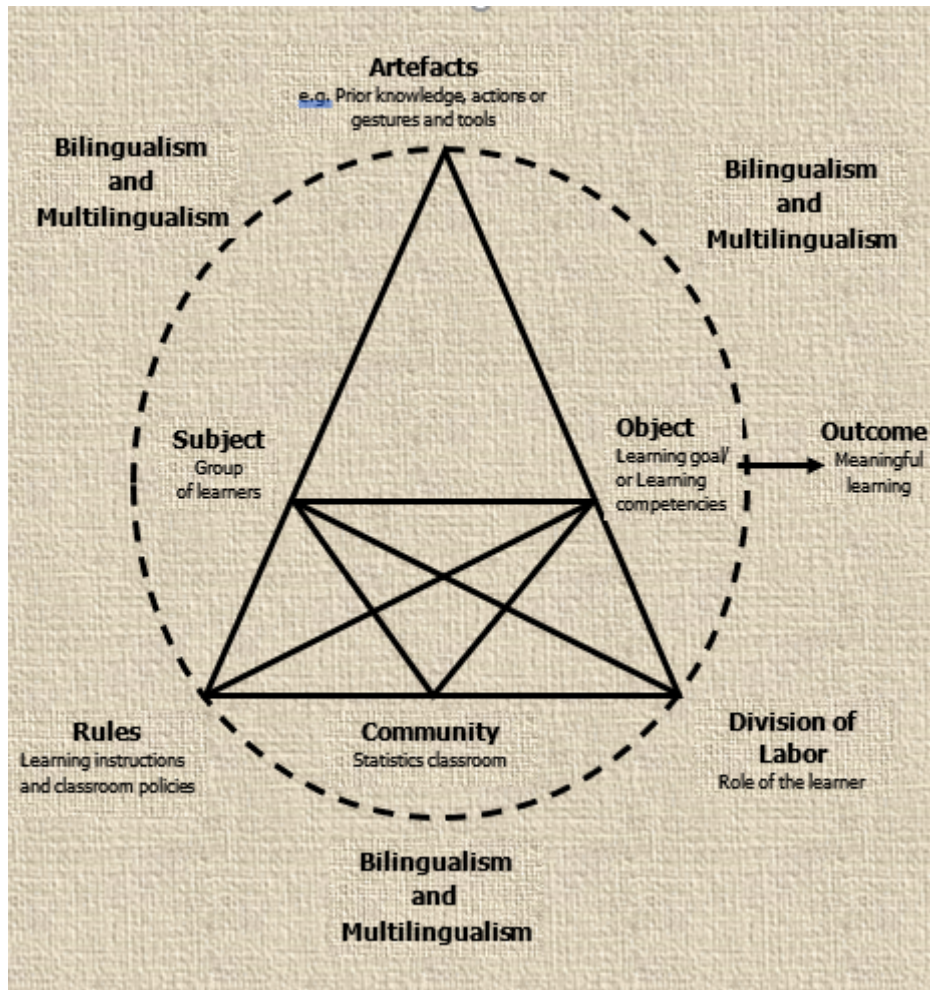 Artefacts
e.g. Prior knowledge, actions or
gestures and tools
Bilingualism
and
Multilingualism
Bilingualism
and
Multilingualism
Subject
Group
of learners
Object
Learning goal/
or Learning
competencies
Outcome
Meaningful
learning
Rules
Learning instructions
and classroom policies
Community
Statistics classroom
Division of
Labor
Role of the learner
Bilingualism
and
Multilingualism